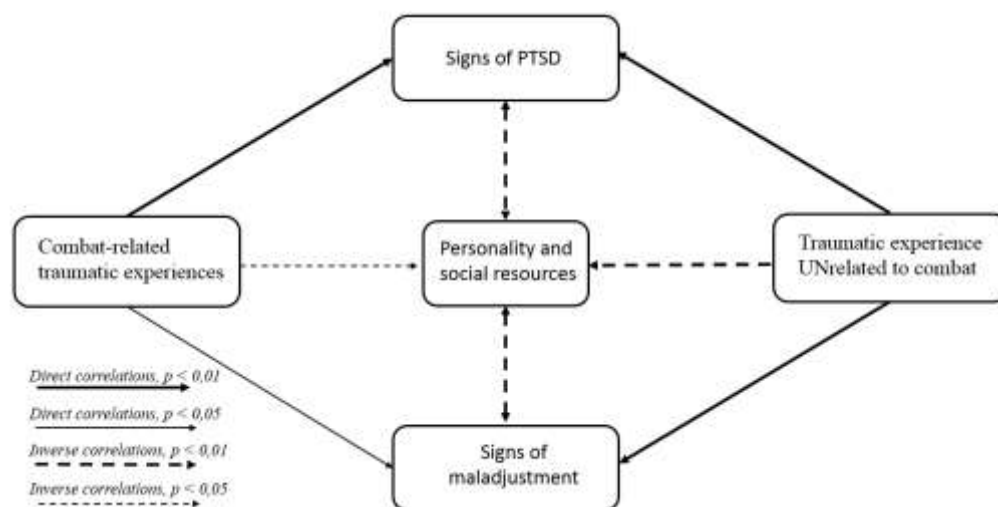 Signs of PTSD
Combat-related
traumatic experiences
Personality and
social resources
Traumatic experience
UNrelated to combat
Direct correlations, p < 0,01
Direct correlations, p < 0,05
Inverse correlations, p < 0,01
Inverse correlations, p < 0,05
Signs of
maladjustment